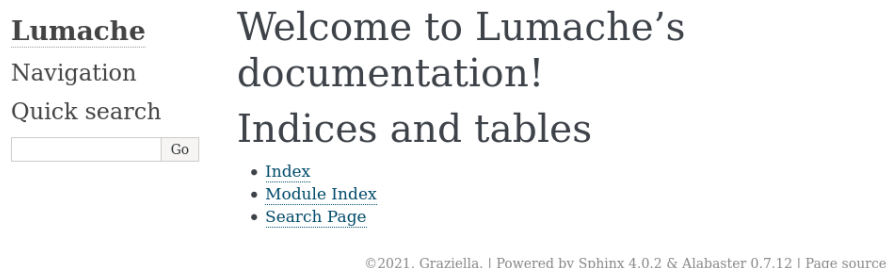 Lumache
Navigation
Quick search
Go
Welcome to Lumache’s
documentation!
Indices and tables
Index
Module Index
Search Page
©2021, Graziella. | Powered by Sphinx 4.0.2 & Alabaster 0.7.12 | Page source